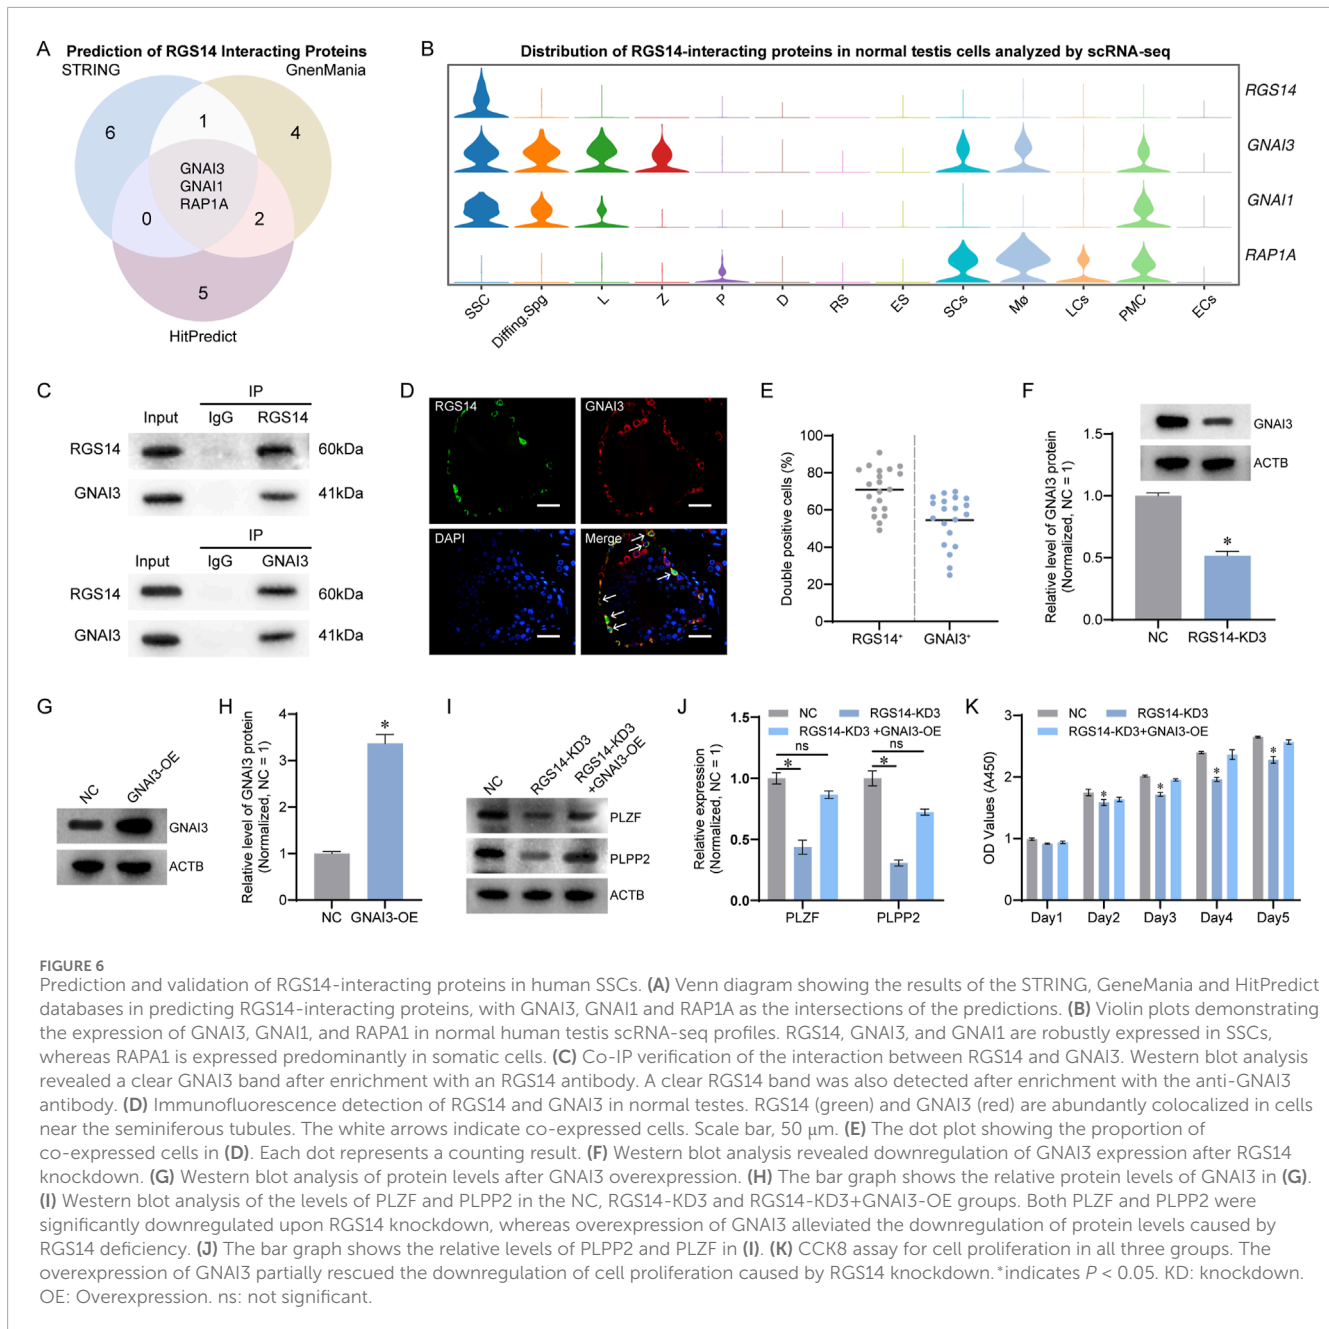 A
Prediction of RGS14 Interacting Proteins
STRING
GnenMania
6
1
4
GNAI3
GNAI1
RAP1A
0
2
5
HitPredict
B
Distribution of RGS14-interacting proteins in normal testis cells analyzed by scRNA-seq
RGS14
GNAI3
GNAI1
RAP1A
SSC
Diffing.Spg
L
Z
P
D
RS
ES
SCs
Mø
LCs
PMC
ECs
C
IP
Input
IgG
RGS14
RGS14
60kDa
GNAI3
41kDa
IP
Input
IgG
GNAI3
RGS14
60kDa
GNAI3
41kDa
D
RGS14
GNAI3
DAPI
Merge
E
Double positive cells (%)
100
80
60
40
20
0
RGS14⁺
GNAI3⁺
F
GNAI3
ACTB
Relative level of GNAI3 protein
(Normalized, NC = 1)
1.5
1.0
0.5
0.0
*
NC
RGS14-KD3
G
NC
GNAI3-OE
GNAI3
ACTB
H
Relative level of GNAI3 protein
(Normalized, NC = 1)
4
3
2
1
0
*
NC
GNAI3-OE
I
NC
RGS14-KD3
RGS14-KD3
+GNAI3-OE
PLZF
PLPP2
ACTB
J
NC
RGS14-KD3
RGS14-KD3 +GNAI3-OE
Relative expression
(Normalized, NC = 1)
1.5
1.0
0.5
0.0
ns
*
ns
*
PLZF
PLPP2
K
NC
RGS14-KD3
RGS14-KD3+GNAI3-OE
OD Values (A450)
3
2
1
0
*
*
*
*
Day1
Day2
Day3
Day4
Day5
FIGURE 6
Prediction and validation of RGS14-interacting proteins in human SSCs. (A) Venn diagram showing the results of the STRING, GeneMania and HitPredict
databases in predicting RGS14-interacting proteins, with GNAI3, GNAI1 and RAP1A as the intersections of the predictions. (B) Violin plots demonstrating
the expression of GNAI3, GNAI1, and RAPA1 in normal human testis scRNA-seq profiles. RGS14, GNAI3, and GNAI1 are robustly expressed in SSCs,
whereas RAPA1 is expressed predominantly in somatic cells. (C) Co-IP verification of the interaction between RGS14 and GNAI3. Western blot analysis
revealed a clear GNAI3 band after enrichment with an RGS14 antibody. A clear RGS14 band was also detected after enrichment with the anti-GNAI3
antibody. (D) Immunofluorescence detection of RGS14 and GNAI3 in normal testes. RGS14 (green) and GNAI3 (red) are abundantly colocalized in cells
near the seminiferous tubules. The white arrows indicate co-expressed cells. Scale bar, 50 μm. (E) The dot plot showing the proportion of
co-expressed cells in (D). Each dot represents a counting result. (F) Western blot analysis revealed downregulation of GNAI3 expression after RGS14
knockdown. (G) Western blot analysis of protein levels after GNAI3 overexpression. (H) The bar graph shows the relative protein levels of GNAI3 in (G).
(I) Western blot analysis of the levels of PLZF and PLPP2 in the NC, RGS14-KD3 and RGS14-KD3+GNAI3-OE groups. Both PLZF and PLPP2 were
significantly downregulated upon RGS14 knockdown, whereas overexpression of GNAI3 alleviated the downregulation of protein levels caused by
RGS14 deficiency. (J) The bar graph shows the relative levels of PLPP2 and PLZF in (I). (K) CCK8 assay for cell proliferation in all three groups. The
overexpression of GNAI3 partially rescued the downregulation of cell proliferation caused by RGS14 knockdown. *indicates P < 0.05. KD: knockdown.
OE: Overexpression. ns: not significant.